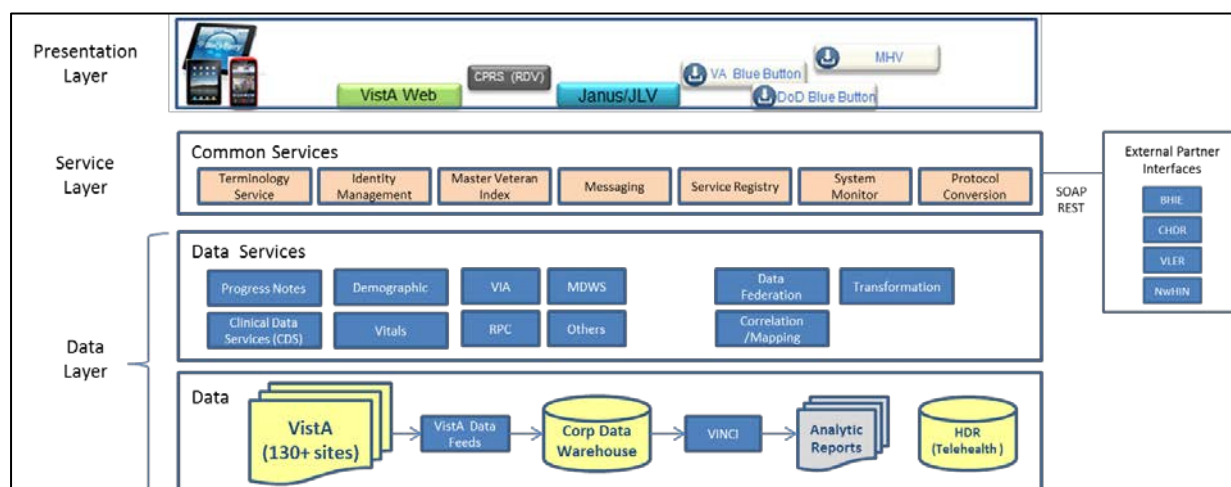 Presentation
Layer
VistA Web
CPRS (RDV)
Janus/JLV
VA Blue Button
DoD Blue Button
MHV
Service
Layer
Common Services
Terminology
Service
Identity
Management
Master Veteran
Index
Messaging
Service Registry
System
Monitor
Protocol
Conversion
SOAP
REST
External Partner
Interfaces
BHIE
CHDR
VLER
NwHIN
Data
Layer
Data Services
Progress Notes
Demographic
VIA
MDWS
Data
Federation
Transformation
Clinical Data
Services (CDS)
Vitals
RPC
Others
Correlation
/Mapping
Data
VistA
(130+ sites)
VistA Data
Feeds
Corp Data
Warehouse
VINCI
Analytic
Reports
HDR
(Telehealth )